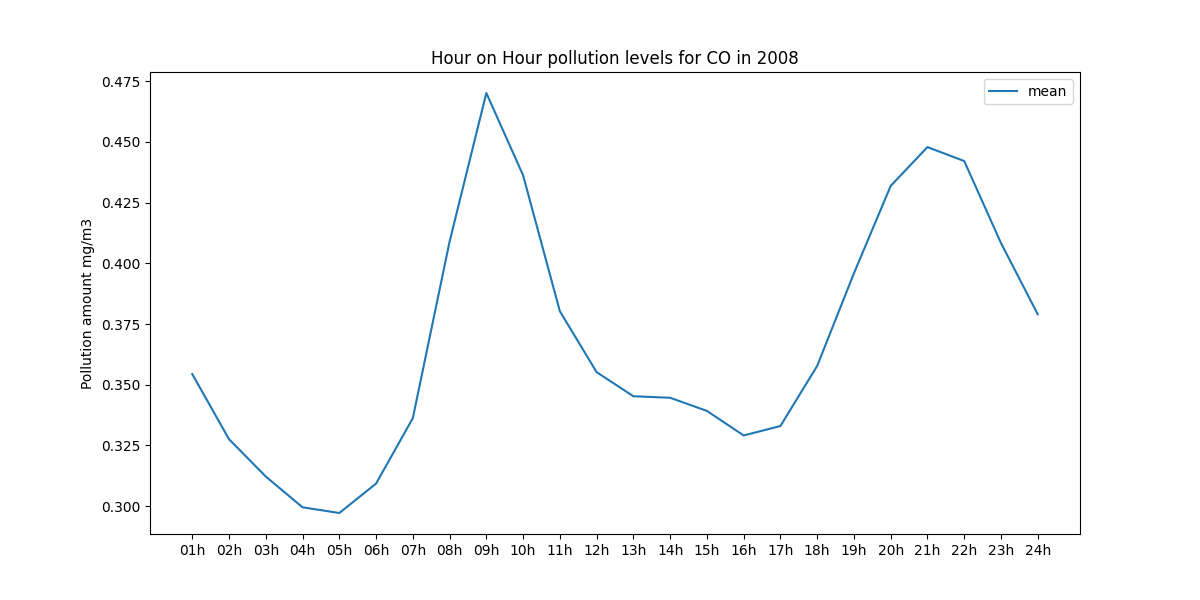 Hour on Hour pollution levels for CO in 2008
mean
Pollution amount mg/m3
0.475
0.450
0.425
0.400
0.375
0.350
0.325
0.300
01h 02h 03h 04h 05h 06h 07h 08h 09h 10h 11h 12h 13h 14h 15h 16h 17h 18h 19h 20h 21h 22h 23h 24h